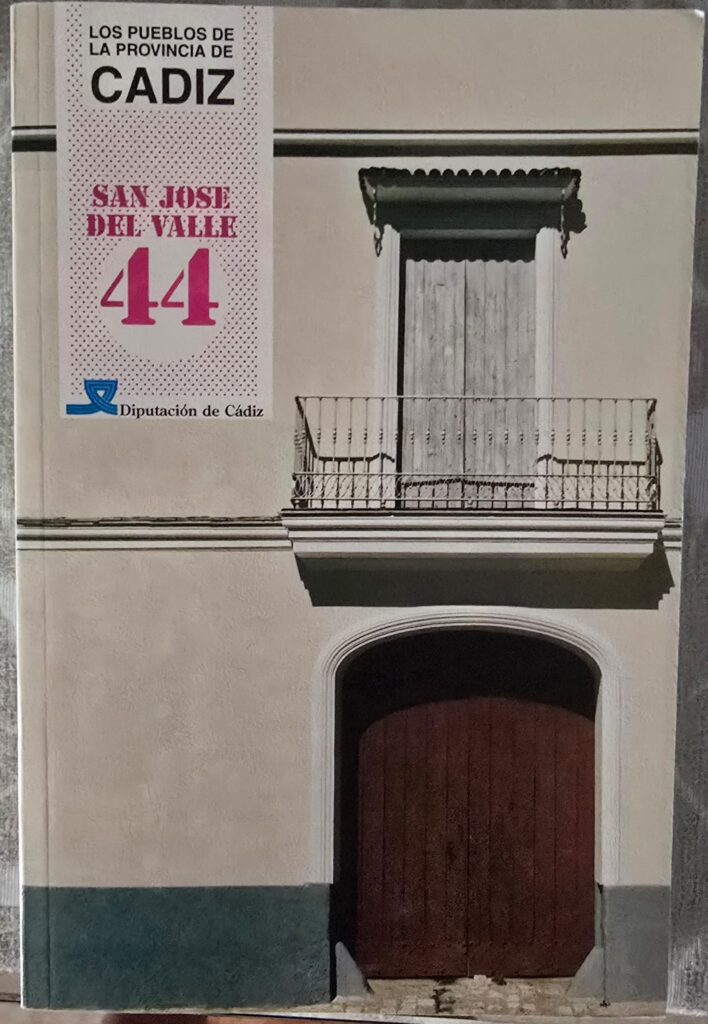 LOS PUEBLOS DE
LA PROVINCIA DE
CADIZ
SAN JOSE
DEL VALLE
44
Diputación de Cádiz